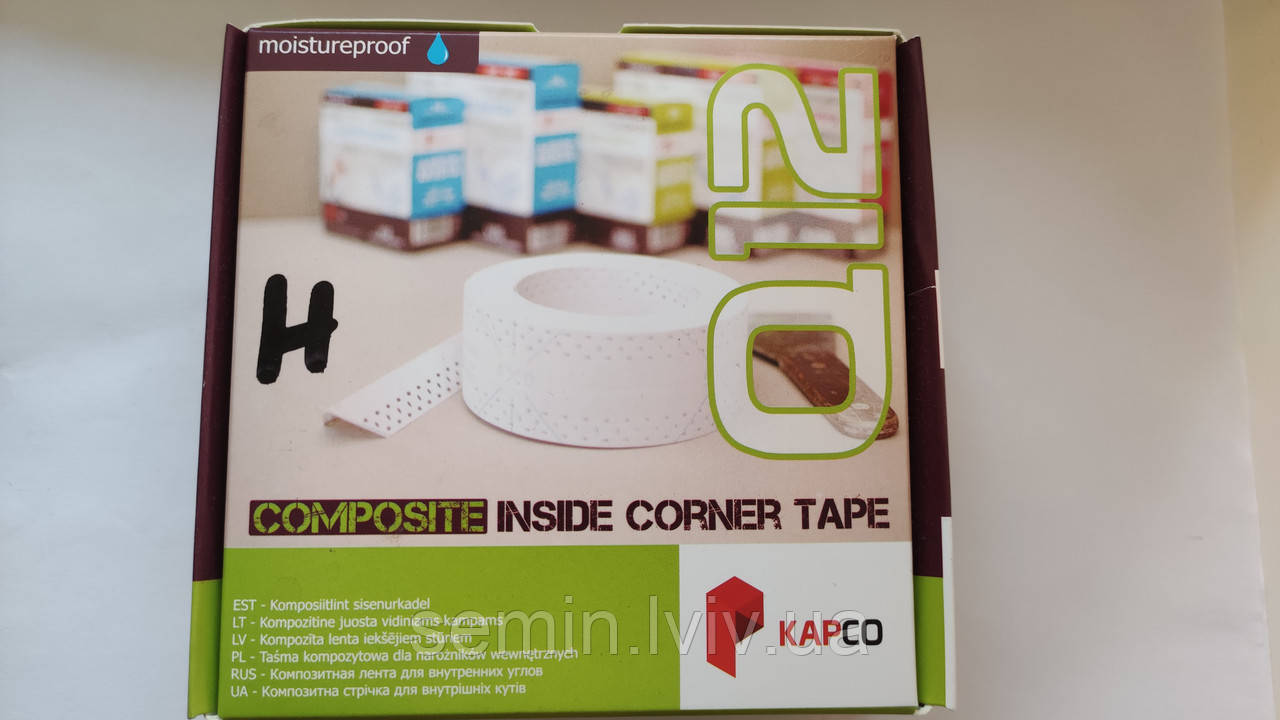 moistureproof
a12
H
COMPOSITE INSIDE CORNER TAPE
EST - Komposiitlint sisenurkadel
LT - Kompozitinė juosta vidiniams kampams
LV - Kompozīta lenta iekšējiem stūriem
PL - Taśma kompozytowa dla narożników wewnętrznych
RUS - Композитная лента для внутренних углов
UA - Композитна стрічка для внутрішніх кутів
KAPCO
semin.lviv.ua